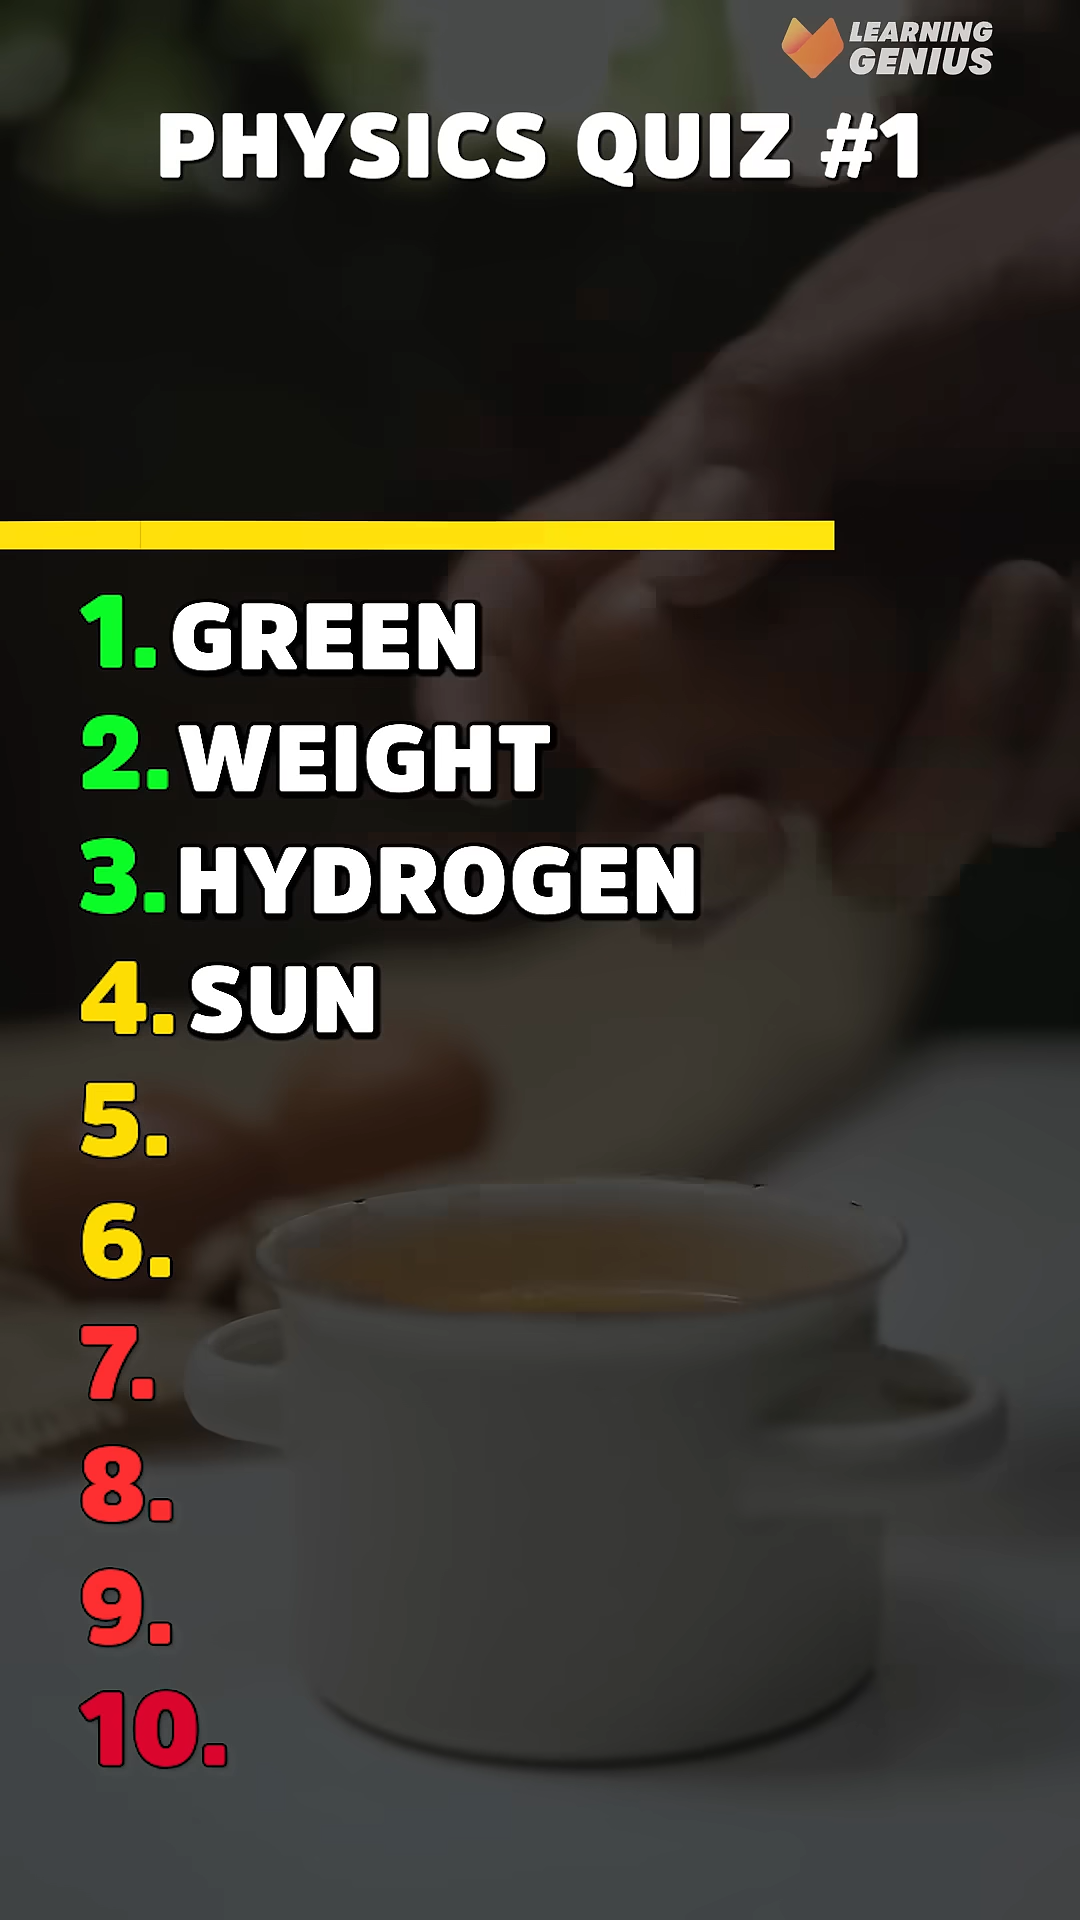 LEARNING
GENIUS
PHYSICS QUIZ #1
1. GREEN
2. WEIGHT
3. HYDROGEN
4. SUN
5.
6.
7.
8.
9.
10.